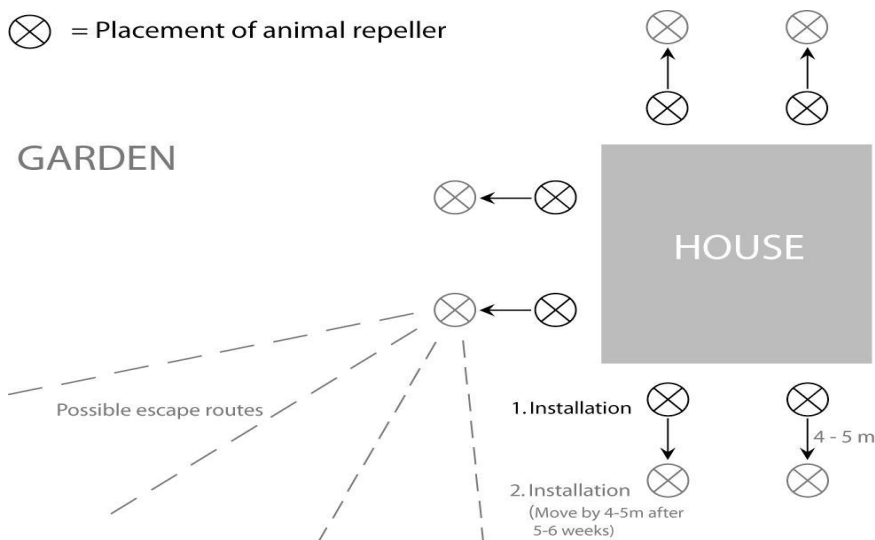 = Placement of animal repeller
GARDEN
HOUSE
Possible escape routes
1. Installation
4 - 5 m
2. Installation
(Move by 4-5m after
5-6 weeks)